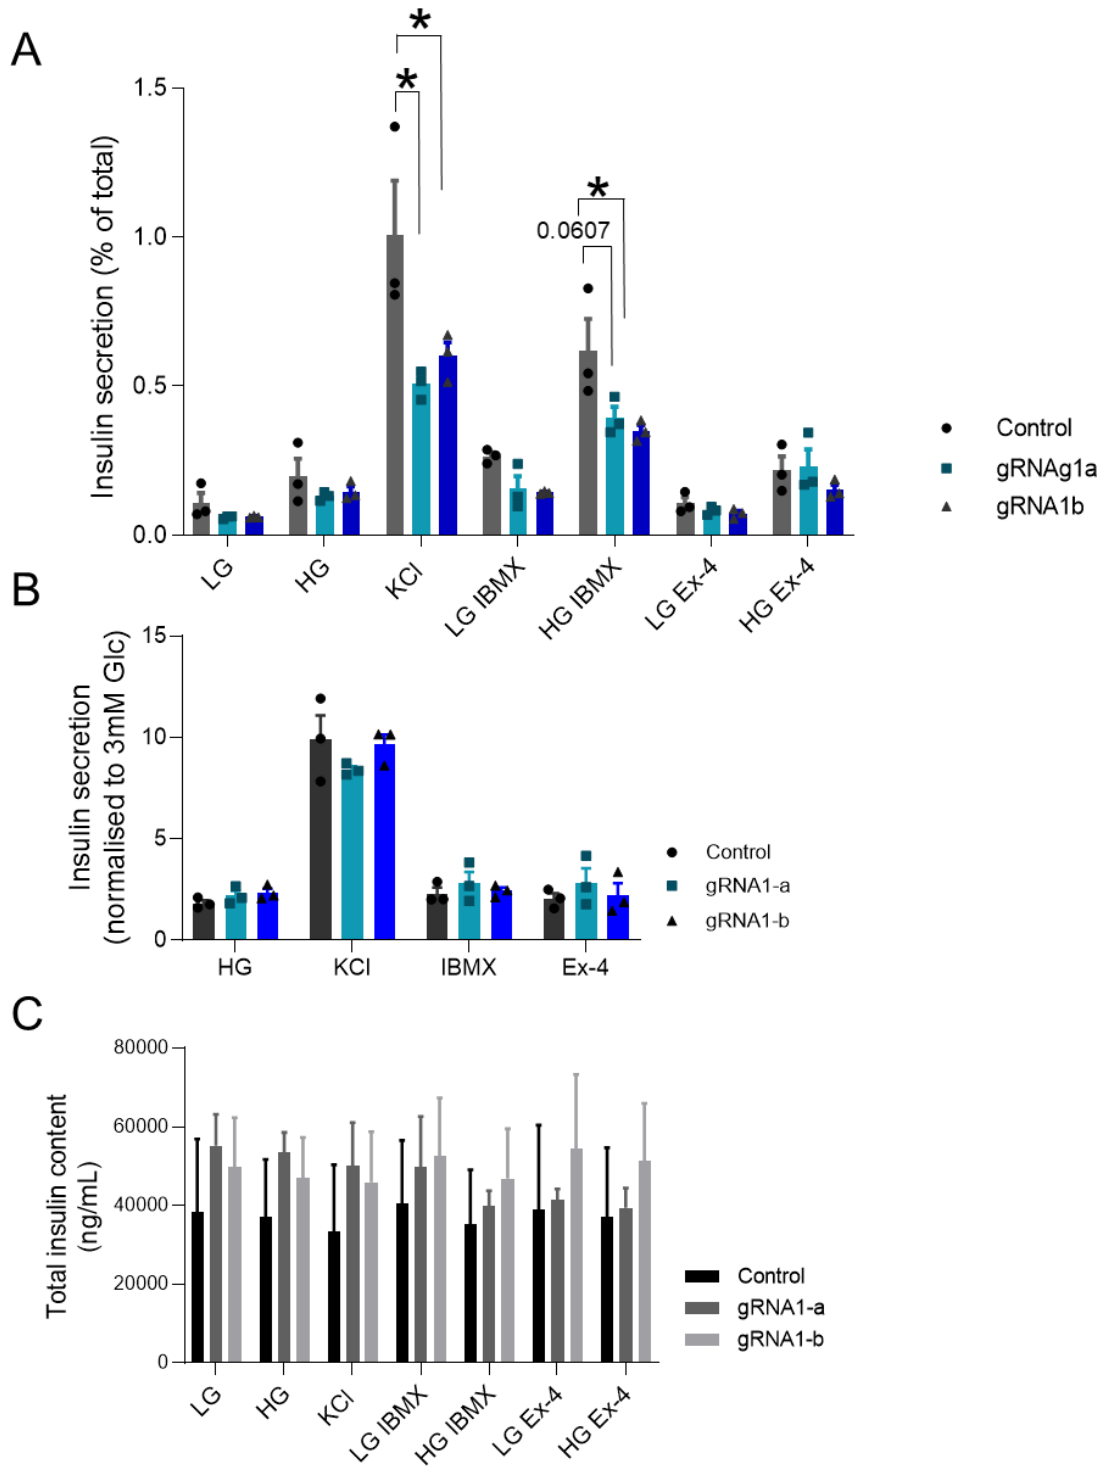 A
*
*
*
0.0607
1.5
1.0
0.5
0.0
Insulin secretion (% of total)
LG
HG
KCl
LG IBMX
HG IBMX
LG Ex-4
HG Ex-4
Control
gRNAg1a
gRNA1b
B
15
10
5
0
Insulin secretion
(normalised to 3mM Glc)
HG
KCl
IBMX
Ex-4
Control
gRNA1-a
gRNA1-b
C
80000
60000
40000
20000
0
Total insulin content
(ng/mL)
LG
HG
KCl
LG IBMX
HG IBMX
LG Ex-4
HG Ex-4
Control
gRNA1-a
gRNA1-b